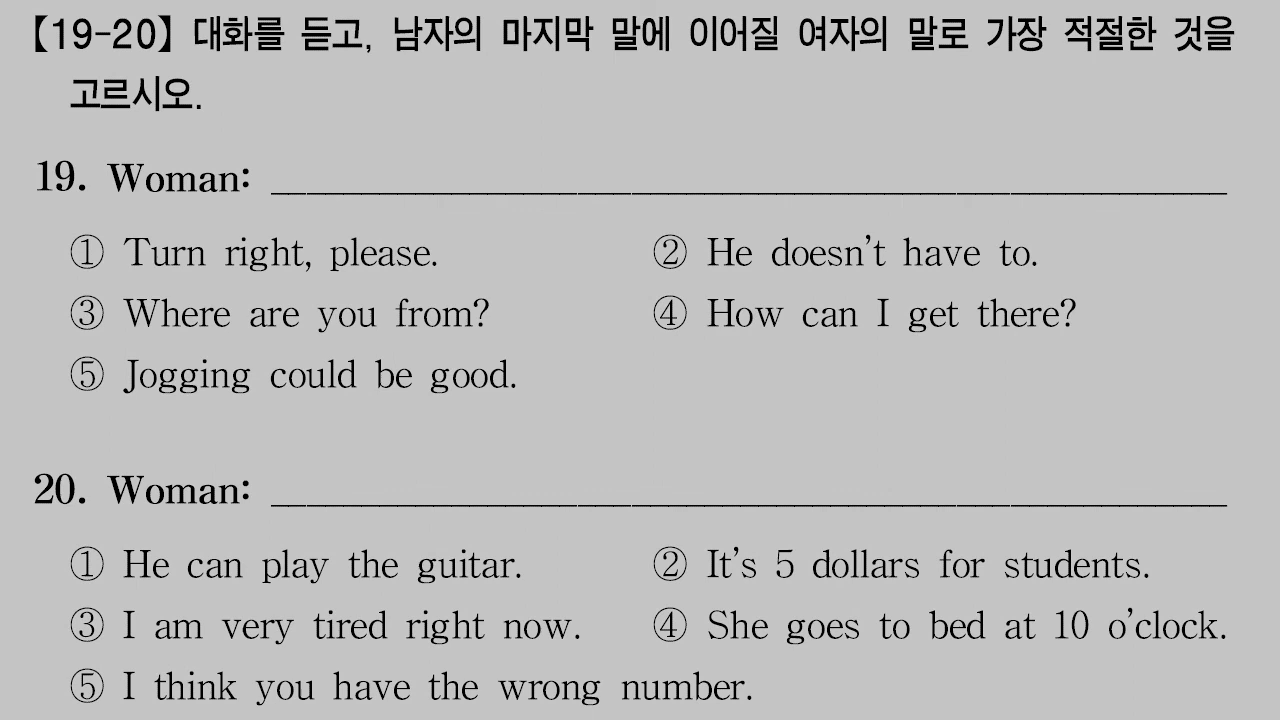 【19-20】 대화를 듣고, 남자의 마지막 말에 이어질 여자의 말로 가장 적절한 것을
고르시오.
19. Woman: ______________________________
① Turn right, please. ② He doesn't have to.
③ Where are you from? ④ How can I get there?
⑤ Jogging could be good.
20. Woman: ______________________________
① He can play the guitar. ② It's 5 dollars for students.
③ I am very tired right now. ④ She goes to bed at 10 o'clock.
⑤ I think you have the wrong number.